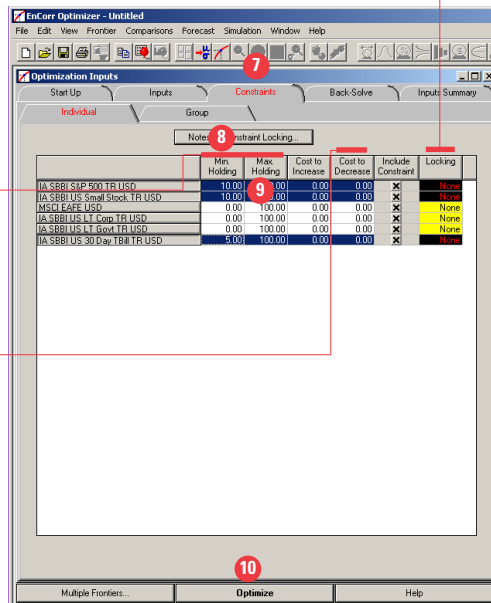 EnCorr Optimizer - Untitled
File Edit View Frontier Comparisons Forecast Simulation Window Help
7
Optimization Inputs
Start Up Inputs Constraints Back-Solve Inputs Summary
Individual Group
Notes Constraint Locking...
8
Min. Holding Max. Holding Cost to Increase Cost to Decrease Include Constraint Locking
9
IA SBBI S&P 500 TR USD 10.00 0.00 0.00 X None
IA SBBI US Small Stock TR USD 10.00 100.00 0.00 0.00 X None
MSCI EAFE USD 0.00 100.00 0.00 0.00 X None
IA SBBI US LT Corp TR USD 0.00 100.00 0.00 0.00 X None
IA SBBI US LT Govt TR USD 0.00 100.00 0.00 0.00 X None
IA SBBI US 30 Day TBill TR USD 5.00 100.00 0.00 0.00 X None
10
Multiple Frontiers... Optimize Help